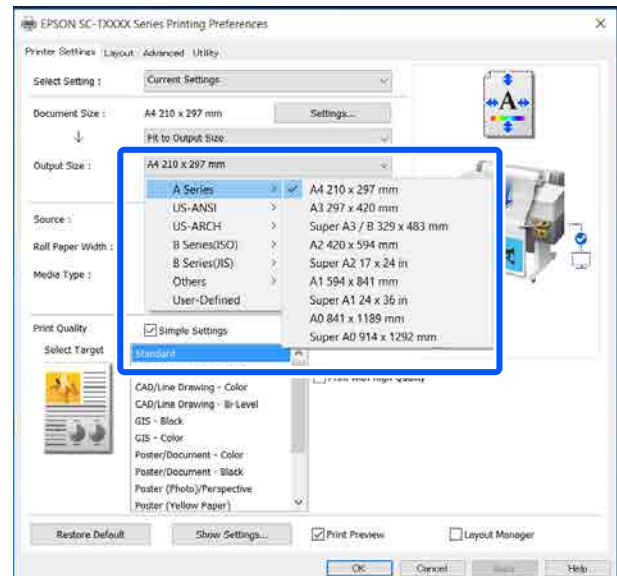 EPSON SC-TXXXX Series Printing Preferences
Printer Settings Layout Advanced Utility
Select Setting : Current Settings
Document Size : A4 210 x 297 mm Settings...
Fit to Output Size
Output Size : A4 210 x 297 mm
A Series
US-ANSI
US-ARCH
B Series(ISO)
B Series(JIS)
Others
User-Defined
A4 210 x 297 mm
A3 297 x 420 mm
Super A3 / B 329 x 483 mm
A2 420 x 594 mm
Super A2 17 x 24 in
A1 594 x 841 mm
Super A1 24 x 36 in
A0 841 x 1189 mm
Super A0 914 x 1292 mm
Source :
Roll Paper Width :
Media Type :
Print Quality Simple Settings
Select Target
Standard
Print with High Quality
CAD/Line Drawing - Color
CAD/Line Drawing - Bi-Level
GIS - Black
GIS - Color
Poster/Document - Color
Poster/Document - Black
Poster (Photo)/Perspective
Poster (Yellow Paper)
A
Restore Default Show Settings... Print Preview Layout Manager
OK Cancel Help